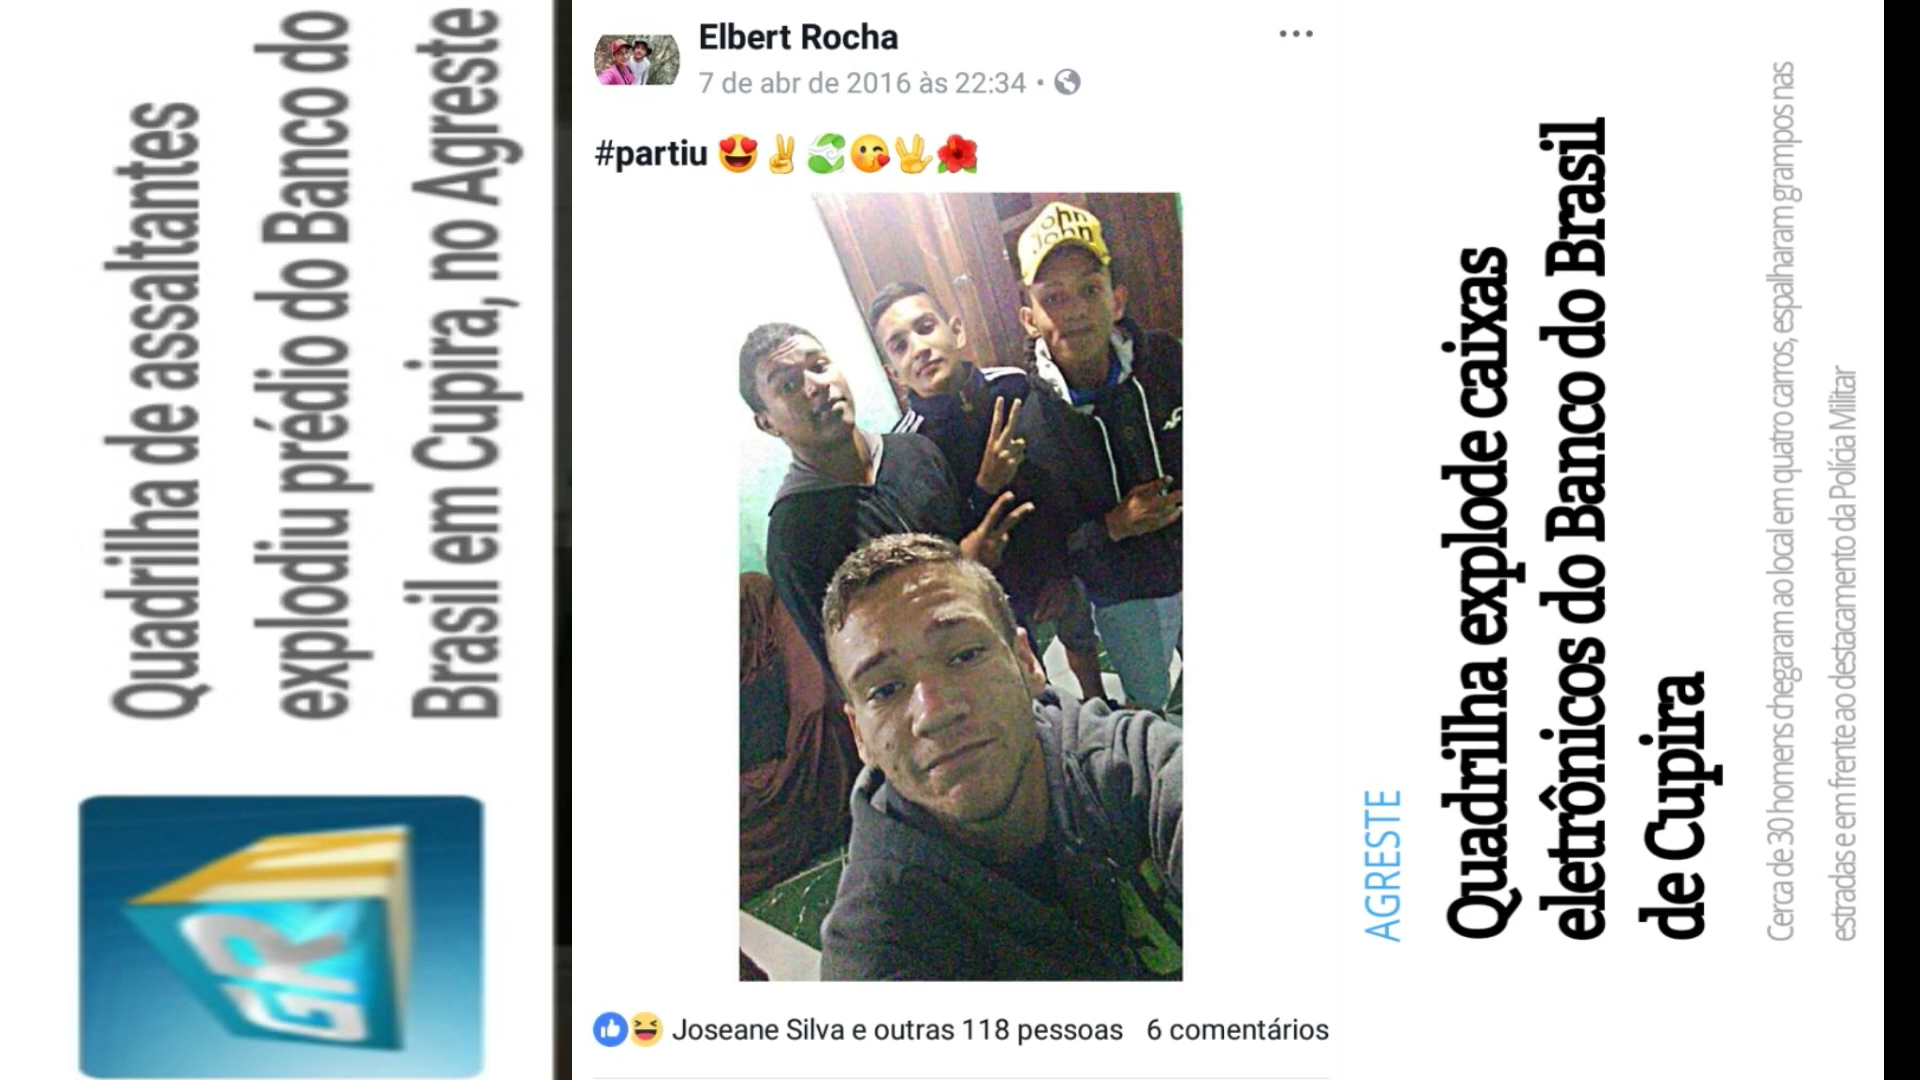 Quadrilha de assaltantes
explodiu prédio do Banco do
Brasil em Cupira, no Agreste
GR
Elbert Rocha
7 de abr de 2016 às 22:34 •
#partiu 😍✌🍃😘🖖🌺
John
John
Joseane Silva e outras 118 pessoas 6 comentários
AGRESTE
Quadrilha explode caixas
eletrônicos do Banco do Brasil
de Cupira
Cerca de 30 homens chegaram ao local em quatro carros, espalharam grampos nas
estradas e em frente ao destacamento da Polícia Militar